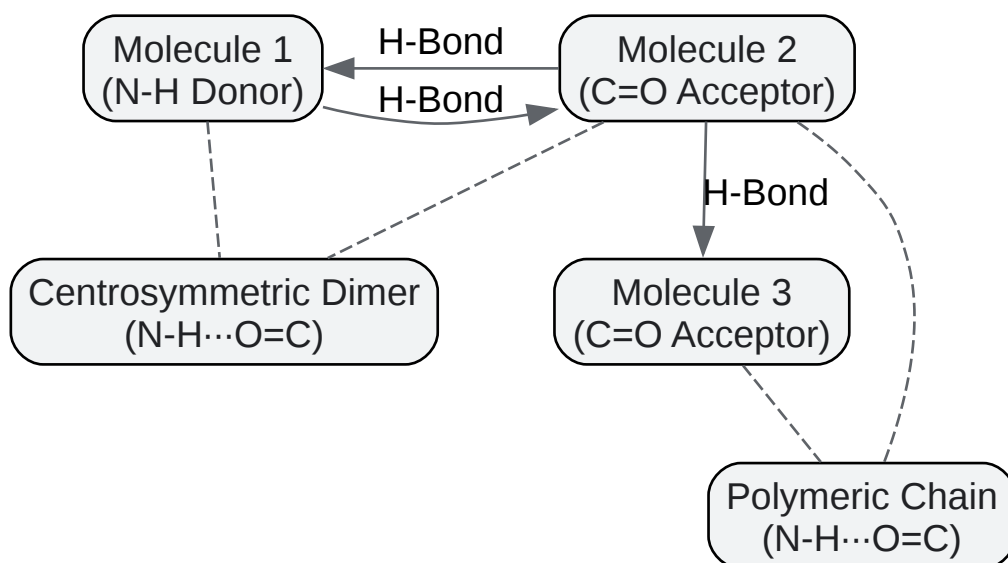 Molecule 1
(N-H Donor)
H-Bond
H-Bond
Molecule 2
(C=O Acceptor)
H-Bond
Centrosymmetric Dimer
(N-H···O=C)
Molecule 3
(C=O Acceptor)
Polymeric Chain
(N-H···O=C)